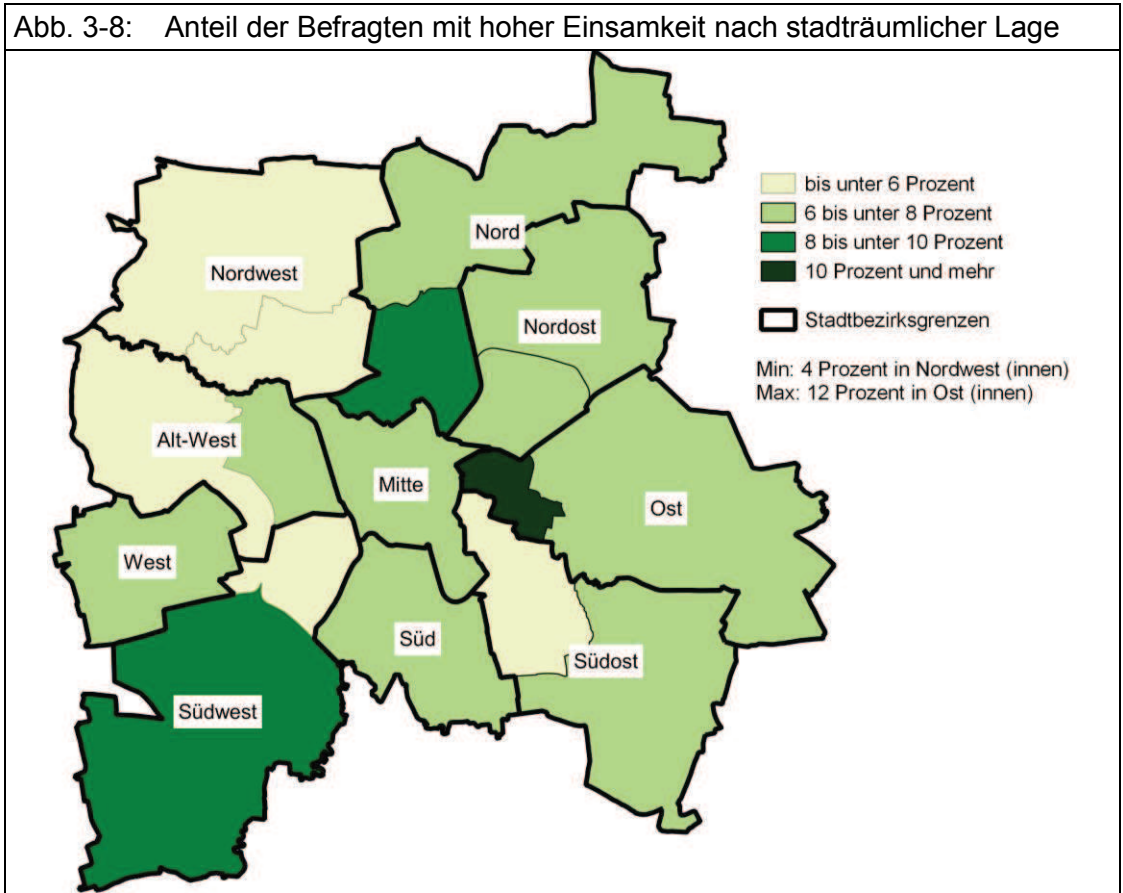 Abb. 3-8: Anteil der Befragten mit hoher Einsamkeit nach stadträumlicher Lage
bis unter 6 Prozent
6 bis unter 8 Prozent
8 bis unter 10 Prozent
10 Prozent und mehr
Stadtbezirksgrenzen
Min: 4 Prozent in Nordwest (innen)
Max: 12 Prozent in Ost (innen)
Nord
Nordwest
Nordost
Alt-West
Mitte
Ost
West
Süd
Südost
Südwest